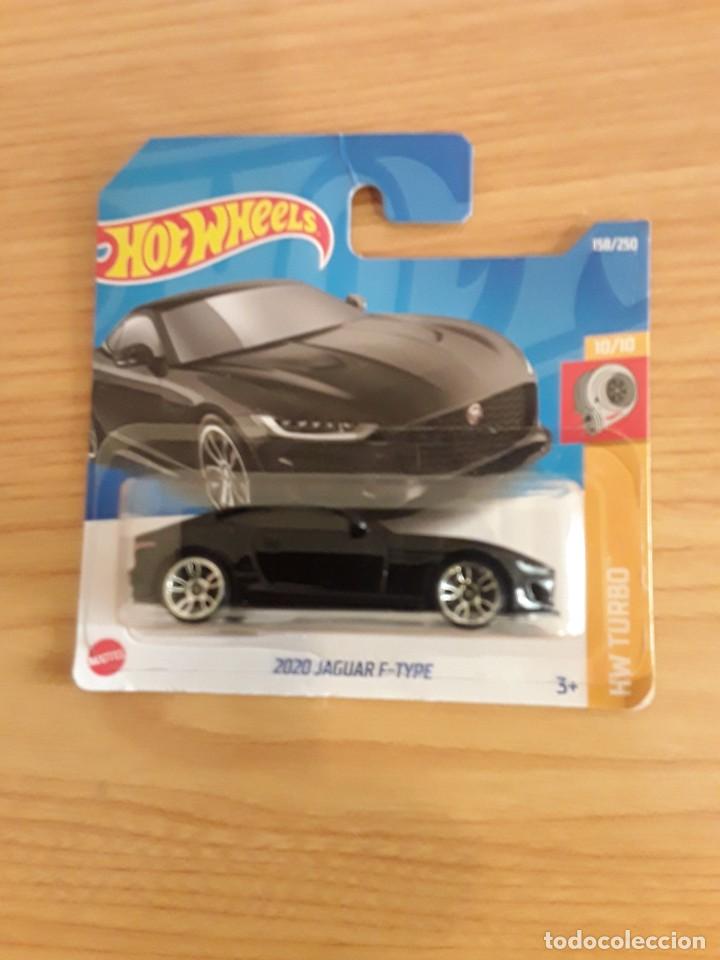 HOT WHEELS
158/250
10/10
HW TURBO
MATTEL
2020 JAGUAR F-TYPE
3+
todocoleccion